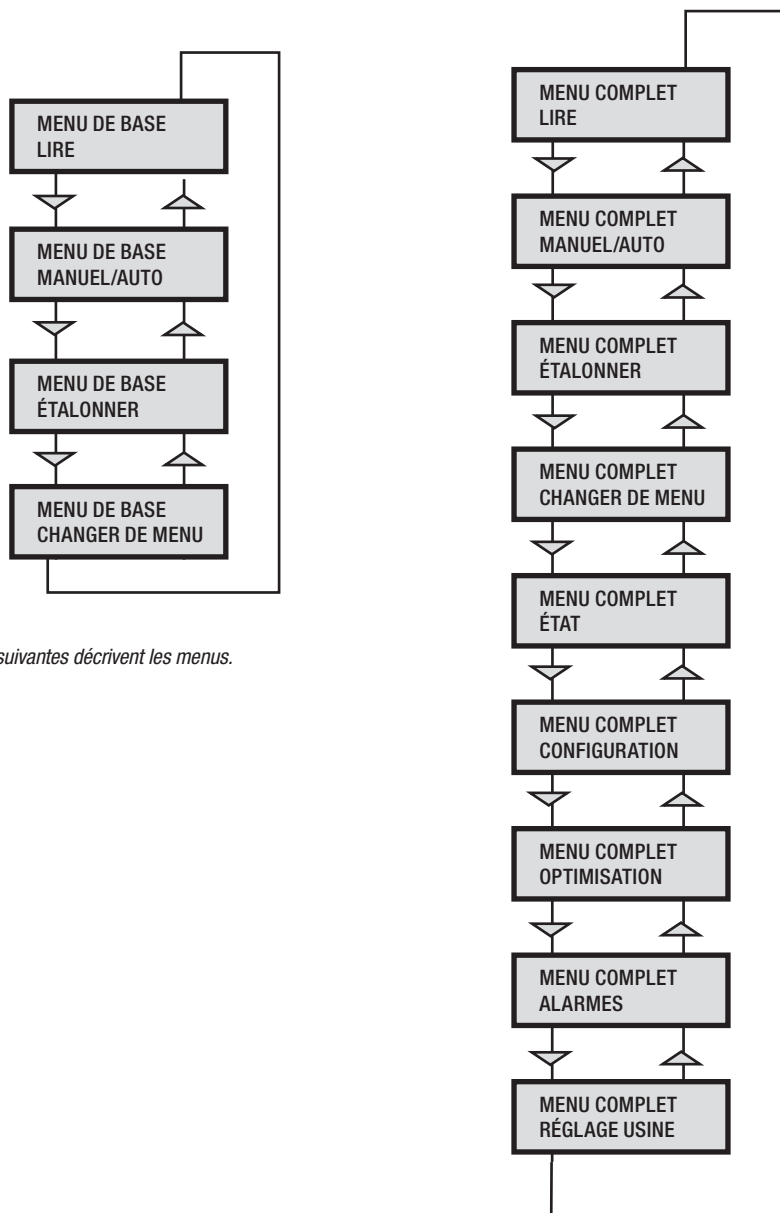 MENU DE BASE
LIRE
MENU DE BASE
MANUEL/AUTO
MENU DE BASE
ÉTALONNER
MENU DE BASE
CHANGER DE MENU
suivantes décrivent les menus.
MENU COMPLET
LIRE
MENU COMPLET
MANUEL/AUTO
MENU COMPLET
ÉTALONNER
MENU COMPLET
CHANGER DE MENU
MENU COMPLET
ÉTAT
MENU COMPLET
CONFIGURATION
MENU COMPLET
OPTIMISATION
MENU COMPLET
ALARMES
MENU COMPLET
RÉGLAGE USINE